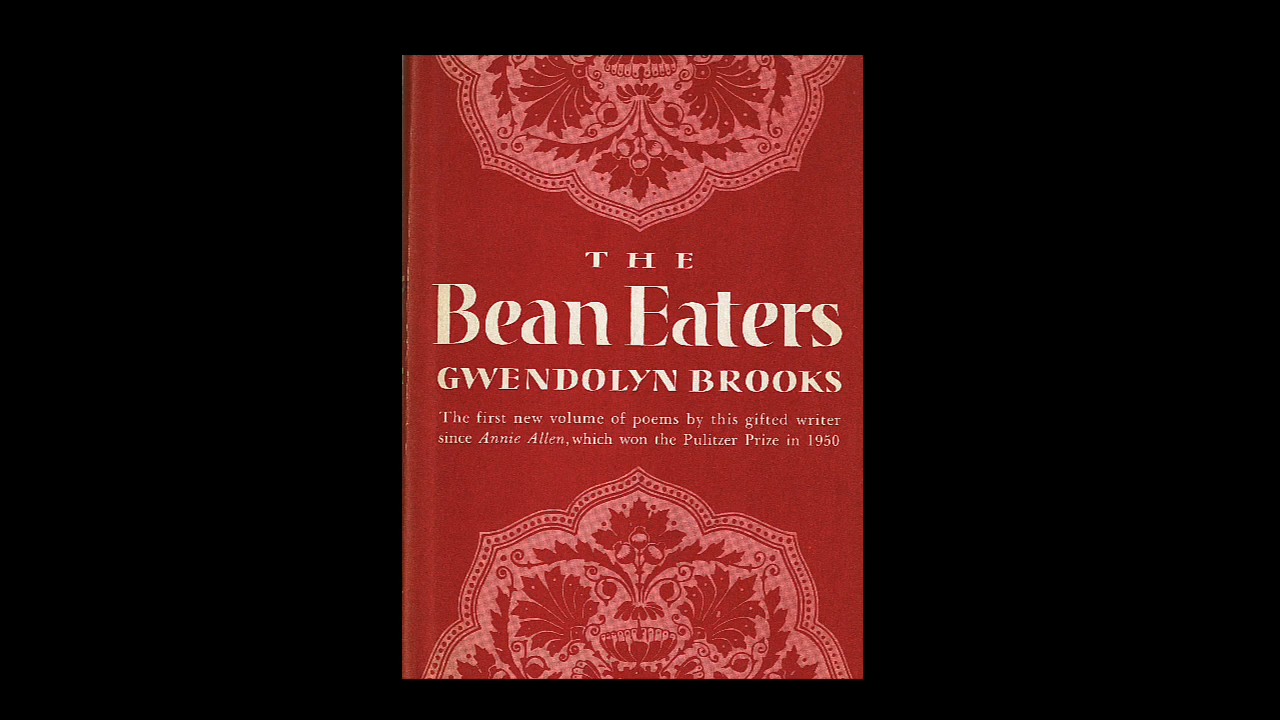 THE
Bean Eaters
GWENDOLYN BROOKS
The first new volume of poems by this gifted writer
since Annie Allen, which won the Pulitzer Prize in 1950